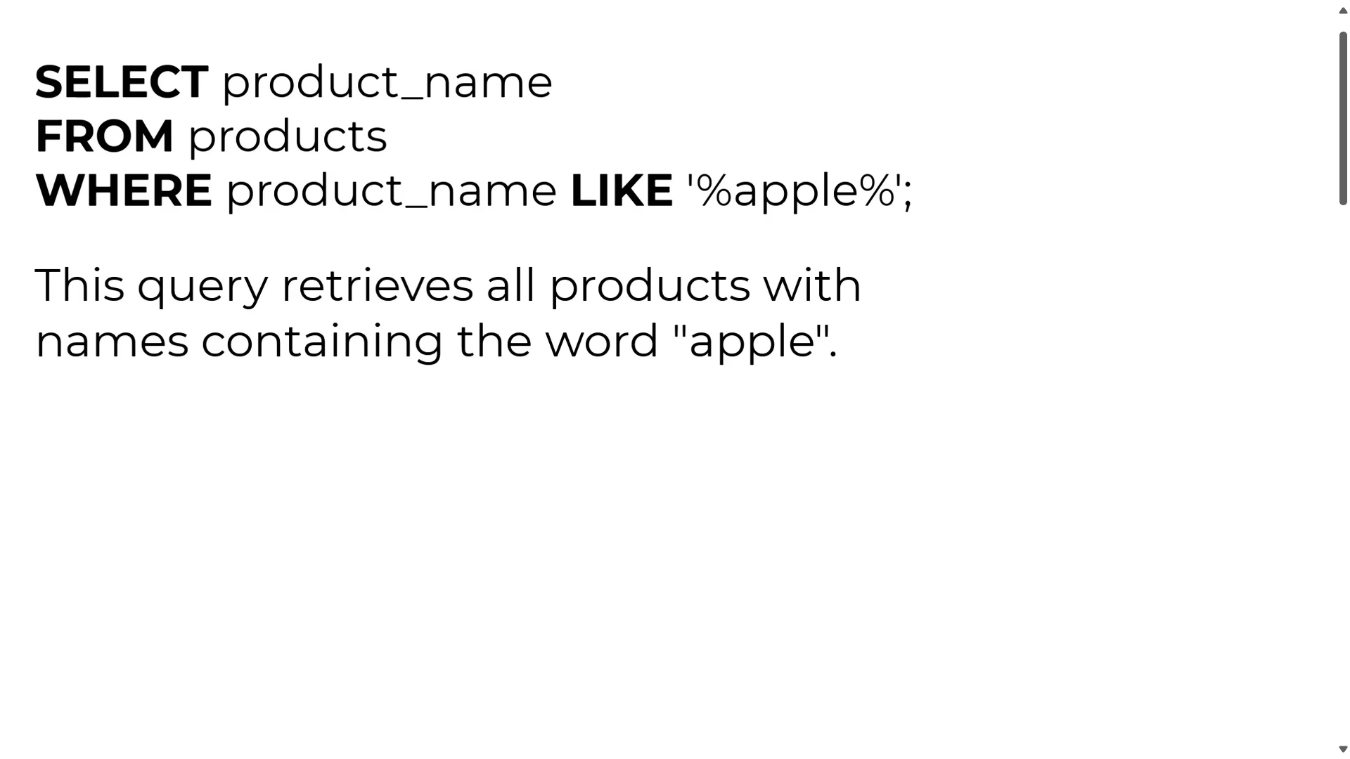 SELECT product_name
FROM products
WHERE product_name LIKE '%apple%';
This query retrieves all products with
names containing the word "apple".